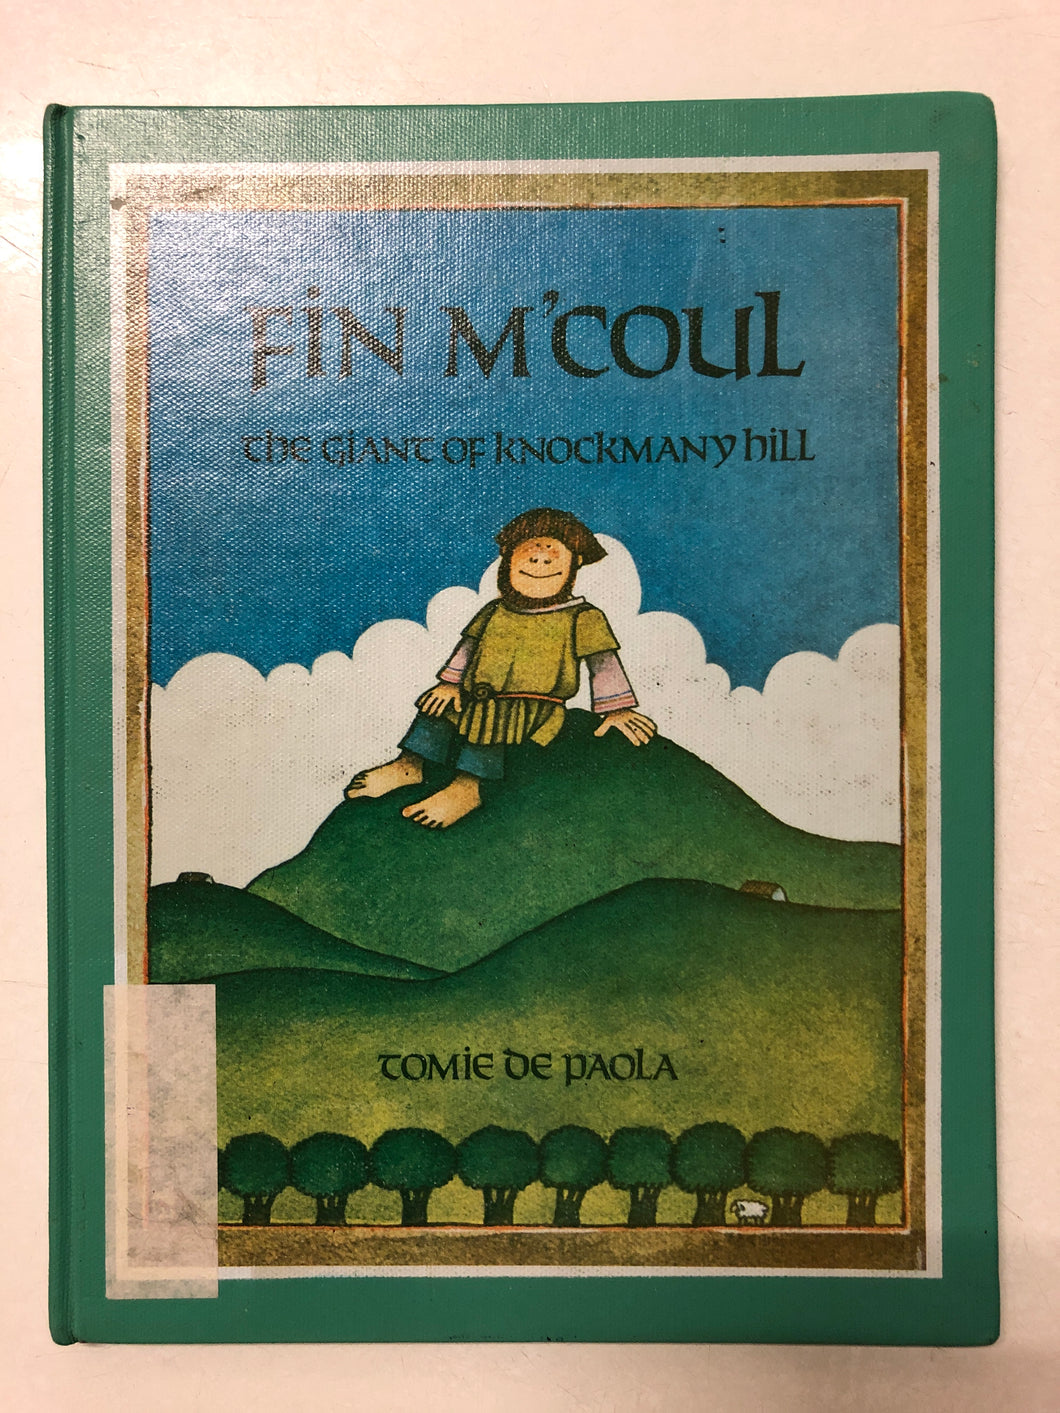 FIN M'COUL
THE GIANT OF KNOCKMANY HILL
TOMIE DE PAOLA